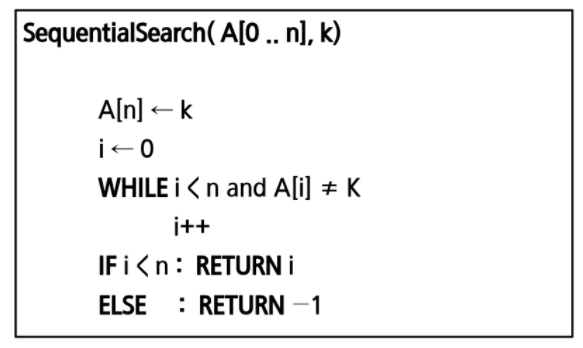 SequentialSearch( A[0 .. n], k)
A[n] ← k
i ← 0
WHILE i < n and A[i] ≠ K
i++
IF i < n : RETURN i
ELSE : RETURN −1